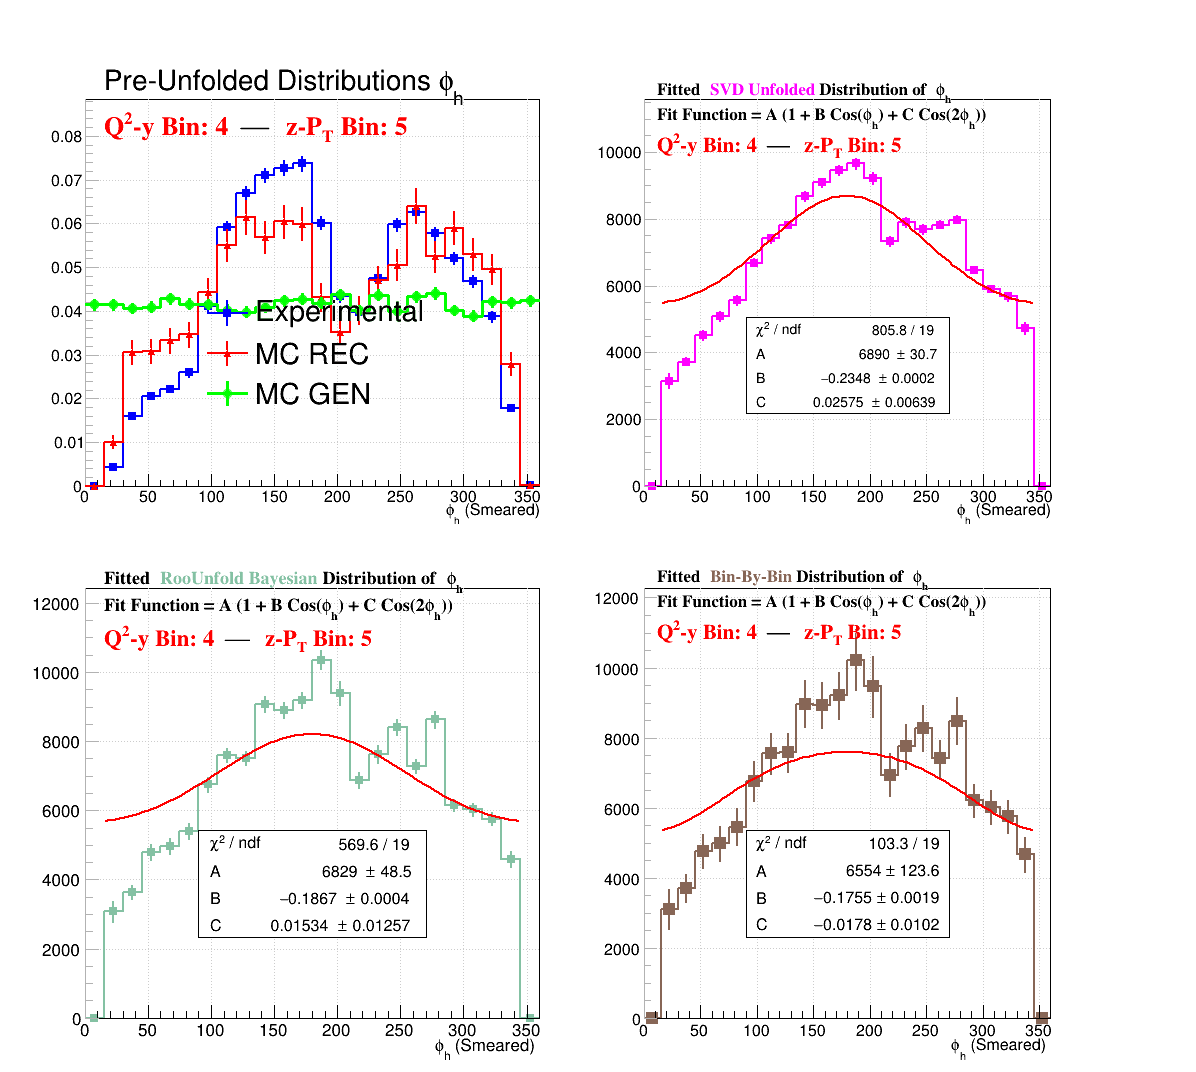 Pre-Unfolded Distributions ϕh
Q²-y Bin: 4 — z-PT Bin: 5
0.08
0.07
0.06
0.05
0.04
0.03
0.02
0.01
0
Experimental
MC REC
MC GEN
0 50 100 150 200 250 300 350
ϕh (Smeared)
Fitted SVD Unfolded Distribution of ϕh
Fit Function = A (1 + B Cos(ϕh) + C Cos(2ϕh))
Q²-y Bin: 4 — z-PT Bin: 5
10000
8000
6000
4000
2000
0
χ² / ndf 805.8 / 19
A 6890 ± 30.7
B −0.2348 ± 0.0002
C 0.02575 ± 0.00639
0 50 100 150 200 250 300 350
ϕh (Smeared)
Fitted RooUnfold Bayesian Distribution of ϕh
Fit Function = A (1 + B Cos(ϕh) + C Cos(2ϕh))
Q²-y Bin: 4 — z-PT Bin: 5
12000
10000
8000
6000
4000
2000
0
χ² / ndf 569.6 / 19
A 6829 ± 48.5
B −0.1867 ± 0.0004
C 0.01534 ± 0.01257
0 50 100 150 200 250 300 350
ϕh (Smeared)
Fitted Bin-By-Bin Distribution of ϕh
Fit Function = A (1 + B Cos(ϕh) + C Cos(2ϕh))
Q²-y Bin: 4 — z-PT Bin: 5
12000
10000
8000
6000
4000
2000
0
χ² / ndf 103.3 / 19
A 6554 ± 123.6
B −0.1755 ± 0.0019
C −0.0178 ± 0.0102
0 50 100 150 200 250 300 350
ϕh (Smeared)